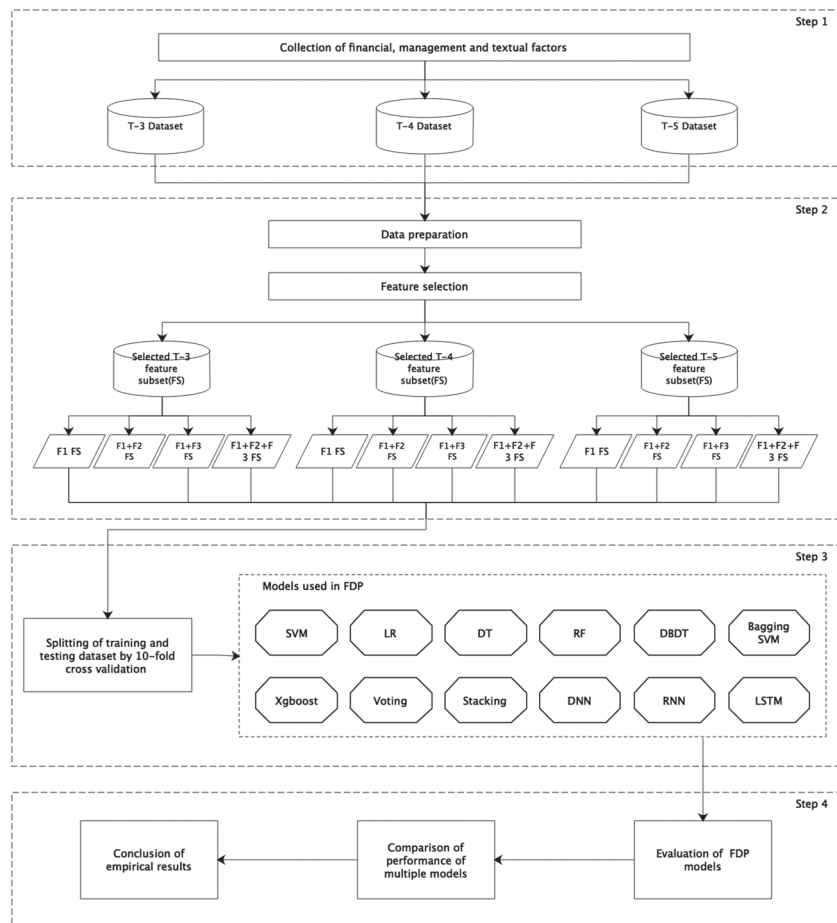 Step 1
Collection of financial, management and textual factors
T-3 Dataset
T-4 Dataset
T-5 Dataset
Step 2
Data preparation
Feature selection
Selected T-3
feature
subset(FS)
Selected T-4
feature
subset(FS)
Selected T-5
feature
subset(FS)
F1 FS
F1+F2
FS
F1+F3
FS
F1+F2+F
3 FS
F1 FS
F1+F2
FS
F1+F3
FS
F1+F2+F
3 FS
F1 FS
F1+F2
FS
F1+F3
FS
F1+F2+F
3 FS
Step 3
Splitting of training and
testing dataset by 10-fold
cross validation
Models used in FDP
SVM
LR
DT
RF
DBDT
Bagging
SVM
Xgboost
Voting
Stacking
DNN
RNN
LSTM
Step 4
Conclusion of
empirical results
Comparison of
performance of
multiple models
Evaluation of FDP
models